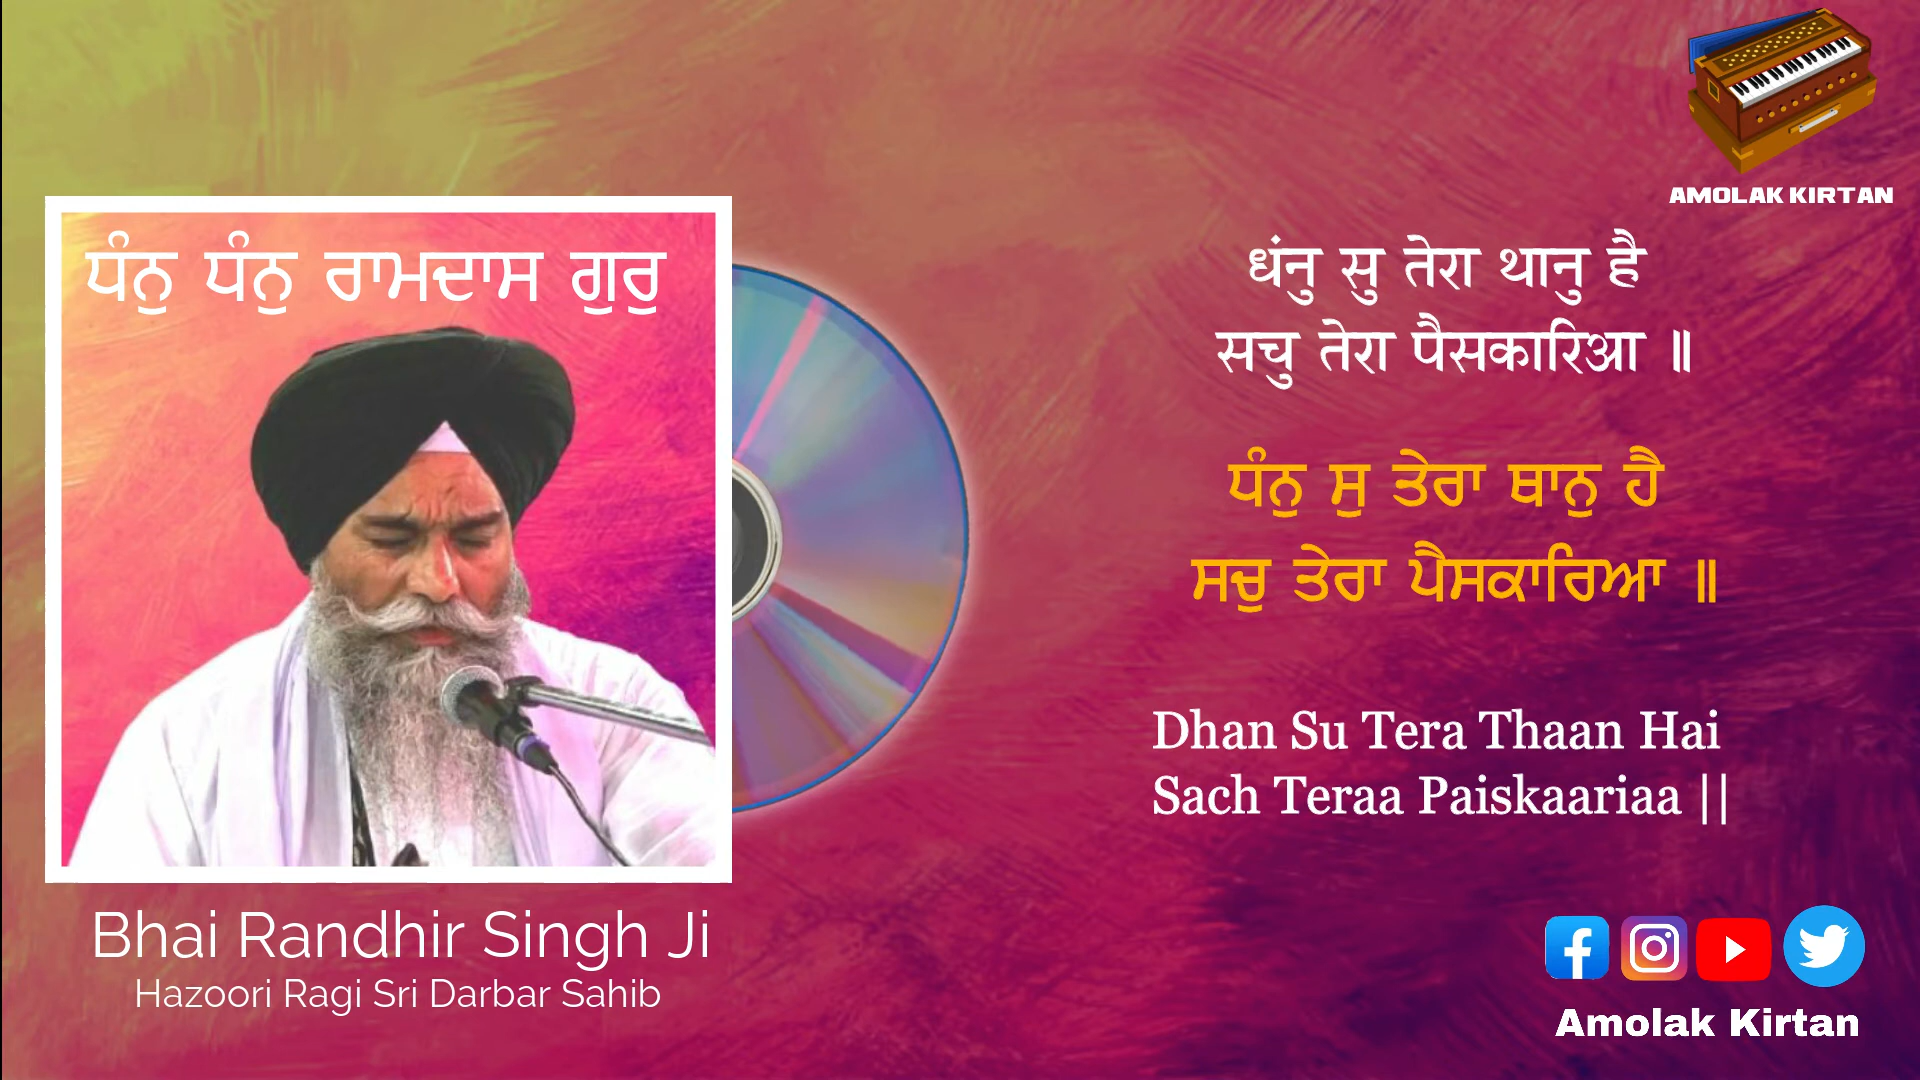 AMOLAK KIRTAN
ਧੰਨੁ ਧੰਨੁ ਰਾਮਦਾਸ ਗੁਰੁ
धंनु सु तेरा थानु है
सचु तेरा पैसकारिआ ॥
ਧੰਨੁ ਸੁ ਤੇਰਾ ਥਾਨੁ ਹੈ
ਸਚੁ ਤੇਰਾ ਪੈਸਕਾਰਿਆ ॥
Dhan Su Tera Thaan Hai
Sach Teraa Paiskaariaa ||
Bhai Randhir Singh Ji
Hazoori Ragi Sri Darbar Sahib
Amolak Kirtan